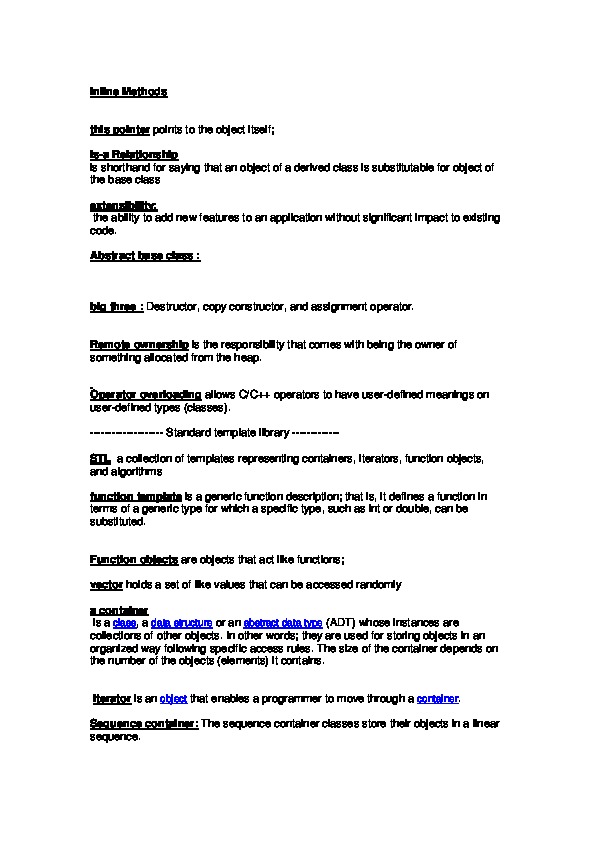 Inline Methods
this pointer points to the object itself;
Is-a Relationship
is shorthand for saying that an object of a derived class is substitutable for object of
the base class
extensibility:
the ability to add new features to an application without significant impact to existing
code.
Abstract base class :
big three : Destructor, copy constructor, and assignment operator.
Remote ownership is the responsibility that comes with being the owner of
something allocated from the heap.
Operator overloading allows C/C++ operators to have user-defined meanings on
user-defined types (classes).
------------------- Standard template library ------------
STL  a collection of templates representing containers, iterators, function objects,
and algorithms
function template is a generic function description; that is, it defines a function in
terms of a generic type for which a specific type, such as int or double, can be
substituted.
Function objects are objects that act like functions;
vector holds a set of like values that can be accessed randomly
a container
is a class, a data structure or an abstract data type (ADT) whose instances are
collections of other objects. In other words; they are used for storing objects in an
organized way following specific access rules. The size of the container depends on
the number of the objects (elements) it contains.
Iterator is an object that enables a programmer to move through a container.
Sequence container: The sequence container classes store their objects in a linear
sequence.